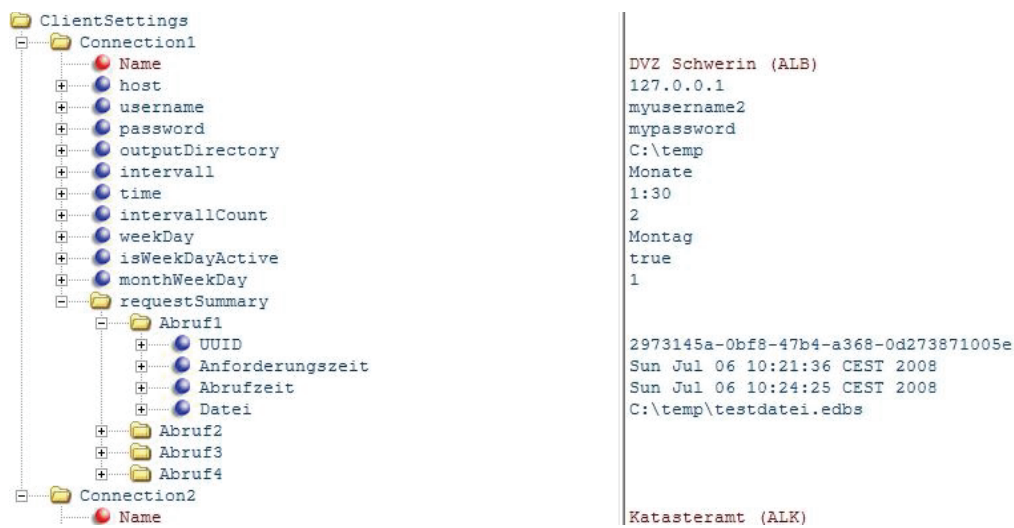 ClientSettings
Connection1
Name DVZ Schwerin (ALB)
host 127.0.0.1
username myusername2
password mypassword
outputDirectory C:\temp
intervall Monate
time 1:30
intervallCount 2
weekDay Montag
isWeekDayActive true
monthWeekDay 1
requestSummary
Abruf1
UUID 2973145a-0bf8-47b4-a368-0d273871005e
Anforderungszeit Sun Jul 06 10:21:36 CEST 2008
Abrufzeit Sun Jul 06 10:24:25 CEST 2008
Datei C:\temp\testdatei.edbs
Abruf2
Abruf3
Abruf4
Connection2
Name Katasteramt (ALK)